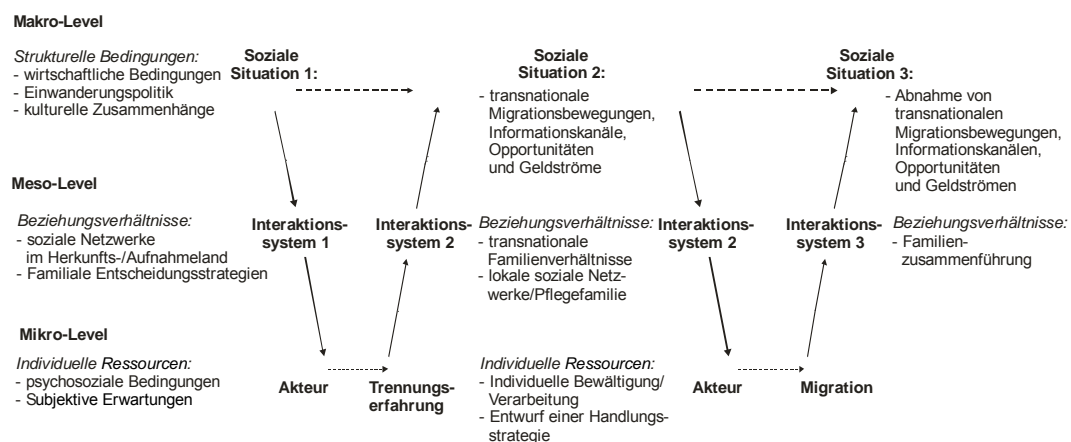 Makro-Level
Strukturelle Bedingungen:
- wirtschaftliche Bedingungen
- Einwanderungspolitik
- kulturelle Zusammenhänge
Soziale
Situation 1:
Soziale
Situation 2:
- transnationale
Migrationsbewegungen,
Informationskanäle,
Opportunitäten
und Geldströme
Soziale
Situation 3:
- Abnahme von
transnationalen
Migrationsbewegungen,
Informationskanälen,
Opportunitäten
und Geldströmen
Meso-Level
Beziehungsverhältnisse:
- soziale Netzwerke
im Herkunfts-/Aufnahmeland
- Familiale Entscheidungsstrategien
Interaktions-
system 1
Interaktions-
system 2
Beziehungsverhältnisse:
- transnationale
Familienverhältnisse
- lokale soziale Netz-
werke/Pflegefamilie
Interaktions-
system 2
Interaktions-
system 3
Beziehungsverhältnisse:
- Familien-
zusammenführung
Mikro-Level
Individuelle Ressourcen:
- psychosoziale Bedingungen
- Subjektive Erwartungen
Akteur
Trennungs-
erfahrung
Individuelle Ressourcen:
- Individuelle Bewältigung/
Verarbeitung
- Entwurf einer Handlungs-
strategie
Akteur
Migration